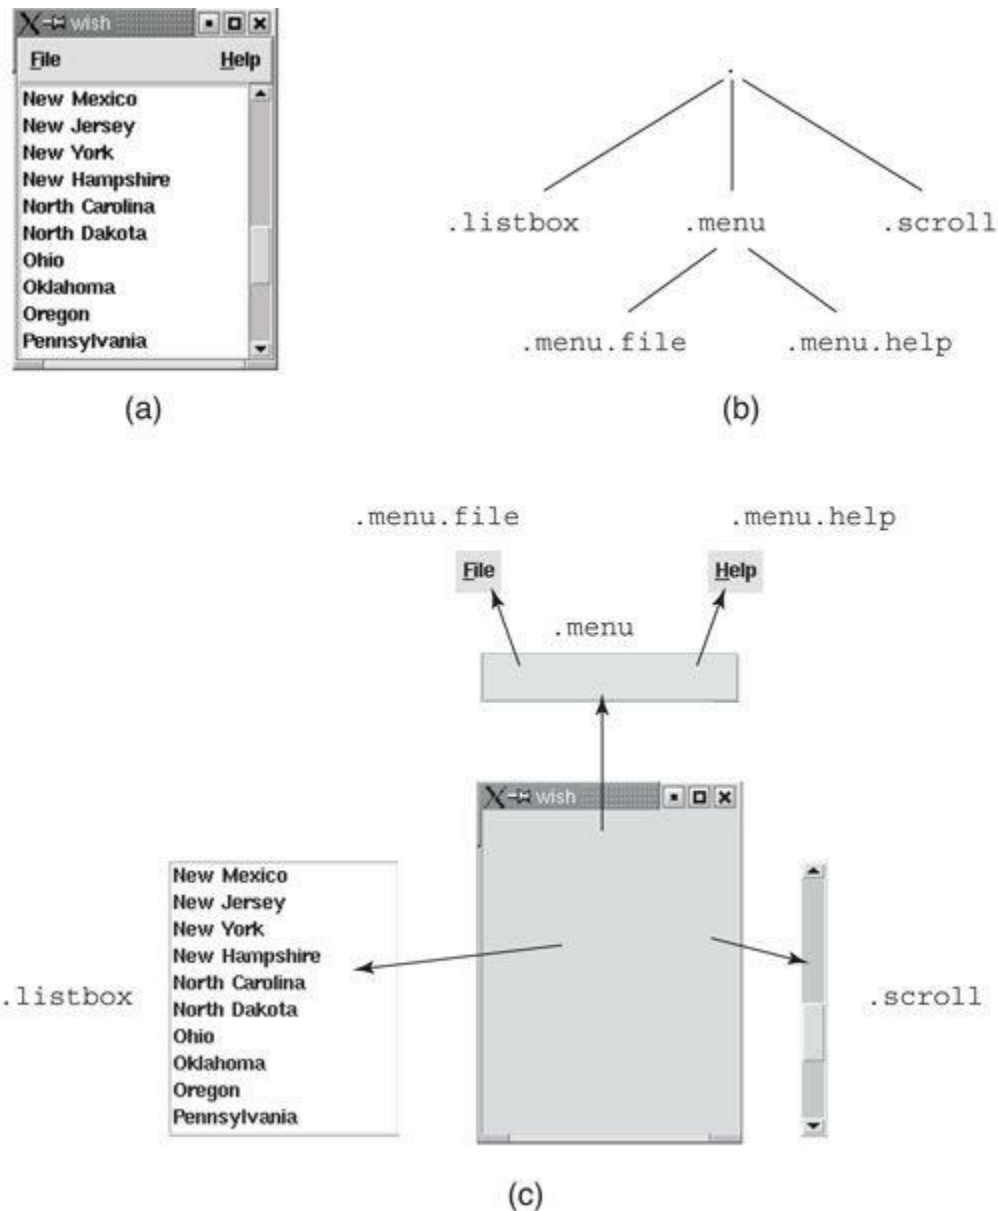 wish
File Help
New Mexico
New Jersey
New York
New Hampshire
North Carolina
North Dakota
Ohio
Oklahoma
Oregon
Pennsylvania
(a)
.
.listbox .menu .scroll
.menu.file .menu.help
(b)
.menu.file .menu.help
File Help
.menu
wish
New Mexico
New Jersey
New York
New Hampshire
North Carolina
North Dakota
Ohio
Oklahoma
Oregon
Pennsylvania
.listbox
.scroll
(c)